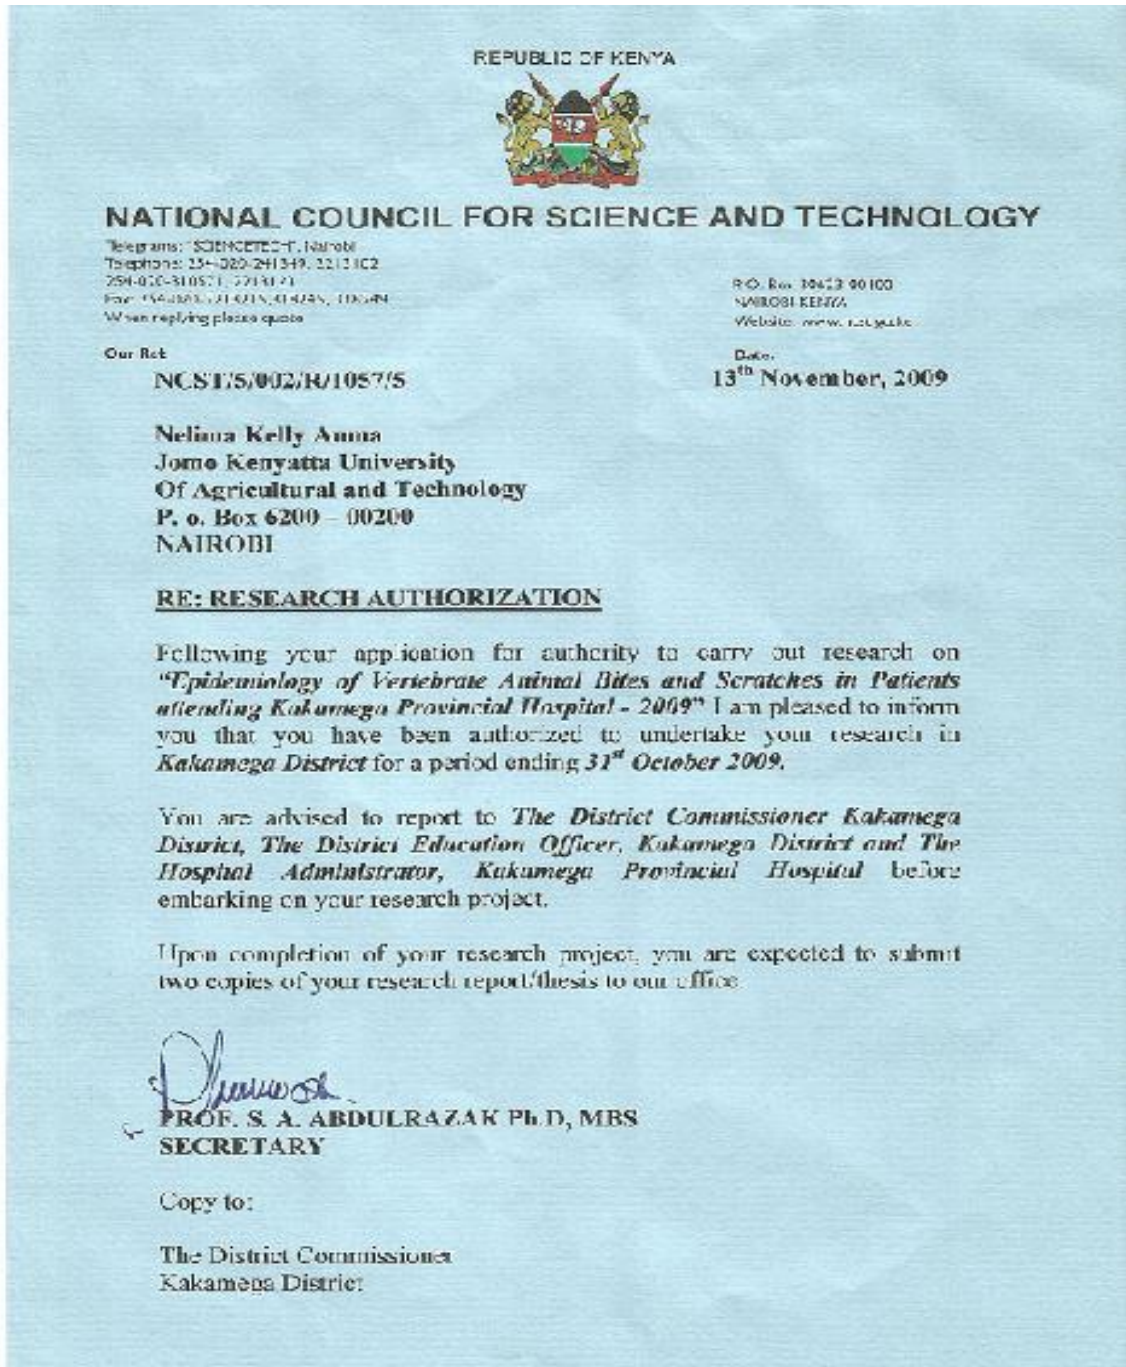 REPUBLIC OF KENYA
NATIONAL COUNCIL FOR SCIENCE AND TECHNOLOGY
Telegrams: "SCIENCETECH", Nairobi
Telephone: 254-020-241349, 2213102
When replying please quote
P.O. Box
NAIROBI-KENYA
Website:
Our Ref:
Date:
NCST/5/002/R/1057/5
13th November, 2009
Nelima Kelly
Jomo Kenyatta University
Of Agricultural and Technology
P. o. Box 6200 – 00200
NAIROBI
RE: RESEARCH AUTHORIZATION
Following your application for authority to carry out research on
"Epidemiology of Vertebrate Animal Bites and Scratches in Patients
attending Kakamega Provincial Hospital - 2009" I am pleased to inform
you that you have been authorized to undertake your research in
Kakamega District for a period ending 31st October 2009.
You are advised to report to The District Commissioner Kakamega
District, The District Education Officer, Kakamega District and The
Hospital Administrator, Kakamega Provincial Hospital before
embarking on your research project.
Upon completion of your research project, you are expected to submit
two copies of your research report/thesis to our office
PROF. S. A. ABDULRAZAK Ph.D, MBS
SECRETARY
Copy to:
The District Commissioner
Kakamega District